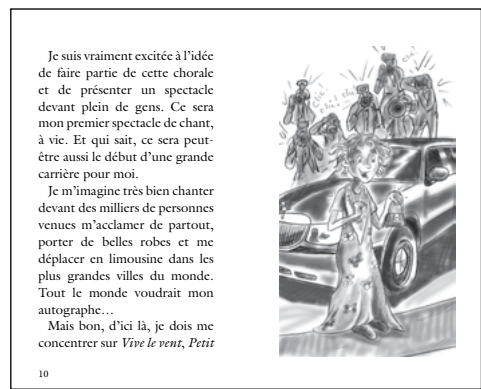 Je suis vraiment excitée à l'idée
de faire partie de cette chorale
et de présenter un spectacle
devant plein de gens. Ce sera
mon premier spectacle de chant,
à vie. Et qui sait, ce sera peut-
être aussi le début d'une grande
carrière pour moi.
Je m'imagine très bien chanter
devant des milliers de personnes
venues m'acclamer de partout,
porter de belles robes et me
déplacer en limousine dans les
plus grandes villes du monde.
Tout le monde voudrait mon
autographe…
Mais bon, d'ici là, je dois me
concentrer sur Vive le vent, Petit
10